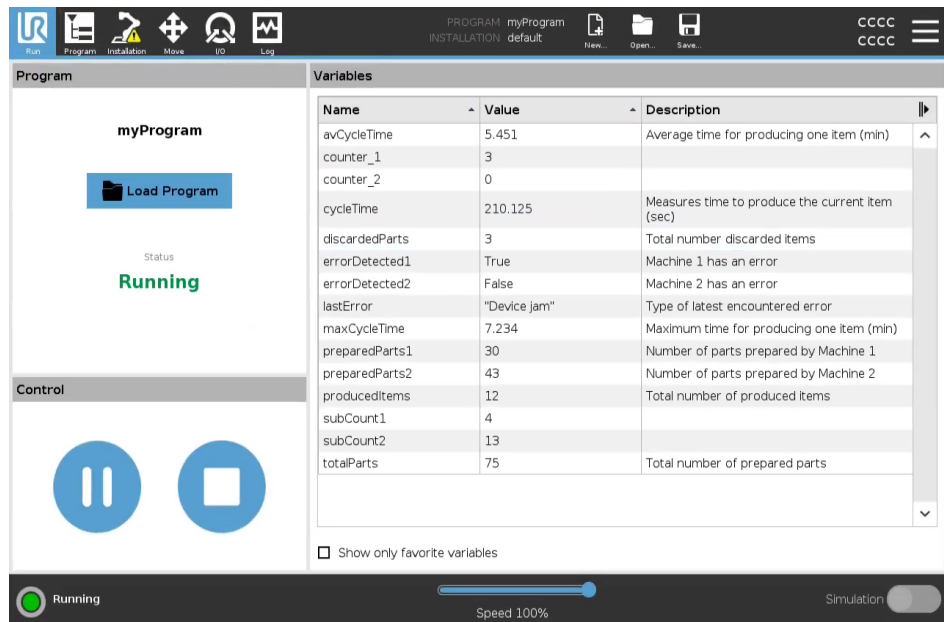 UR
PROGRAM myProgram
INSTALLATION default
CCCC
CCCC
Run Program Installation Move I/O Log New... Open... Save...
Program
myProgram
Load Program
Status
Running
Control
Variables
Name Value Description
avCycleTime 5.451 Average time for producing one item (min)
counter_1 3
counter_2 0
cycleTime 210.125 Measures time to produce the current item
(sec)
discardedParts 3 Total number discarded items
errorDetected1 True Machine 1 has an error
errorDetected2 False Machine 2 has an error
lastError "Device jam" Type of latest encountered error
maxCycleTime 7.234 Maximum time for producing one item (min)
preparedParts1 30 Number of parts prepared by Machine 1
preparedParts2 43 Number of parts prepared by Machine 2
producedItems 12 Total number of produced items
subCount1 4
subCount2 13
totalParts 75 Total number of prepared parts
Show only favorite variables
Running
Speed 100%
Simulation